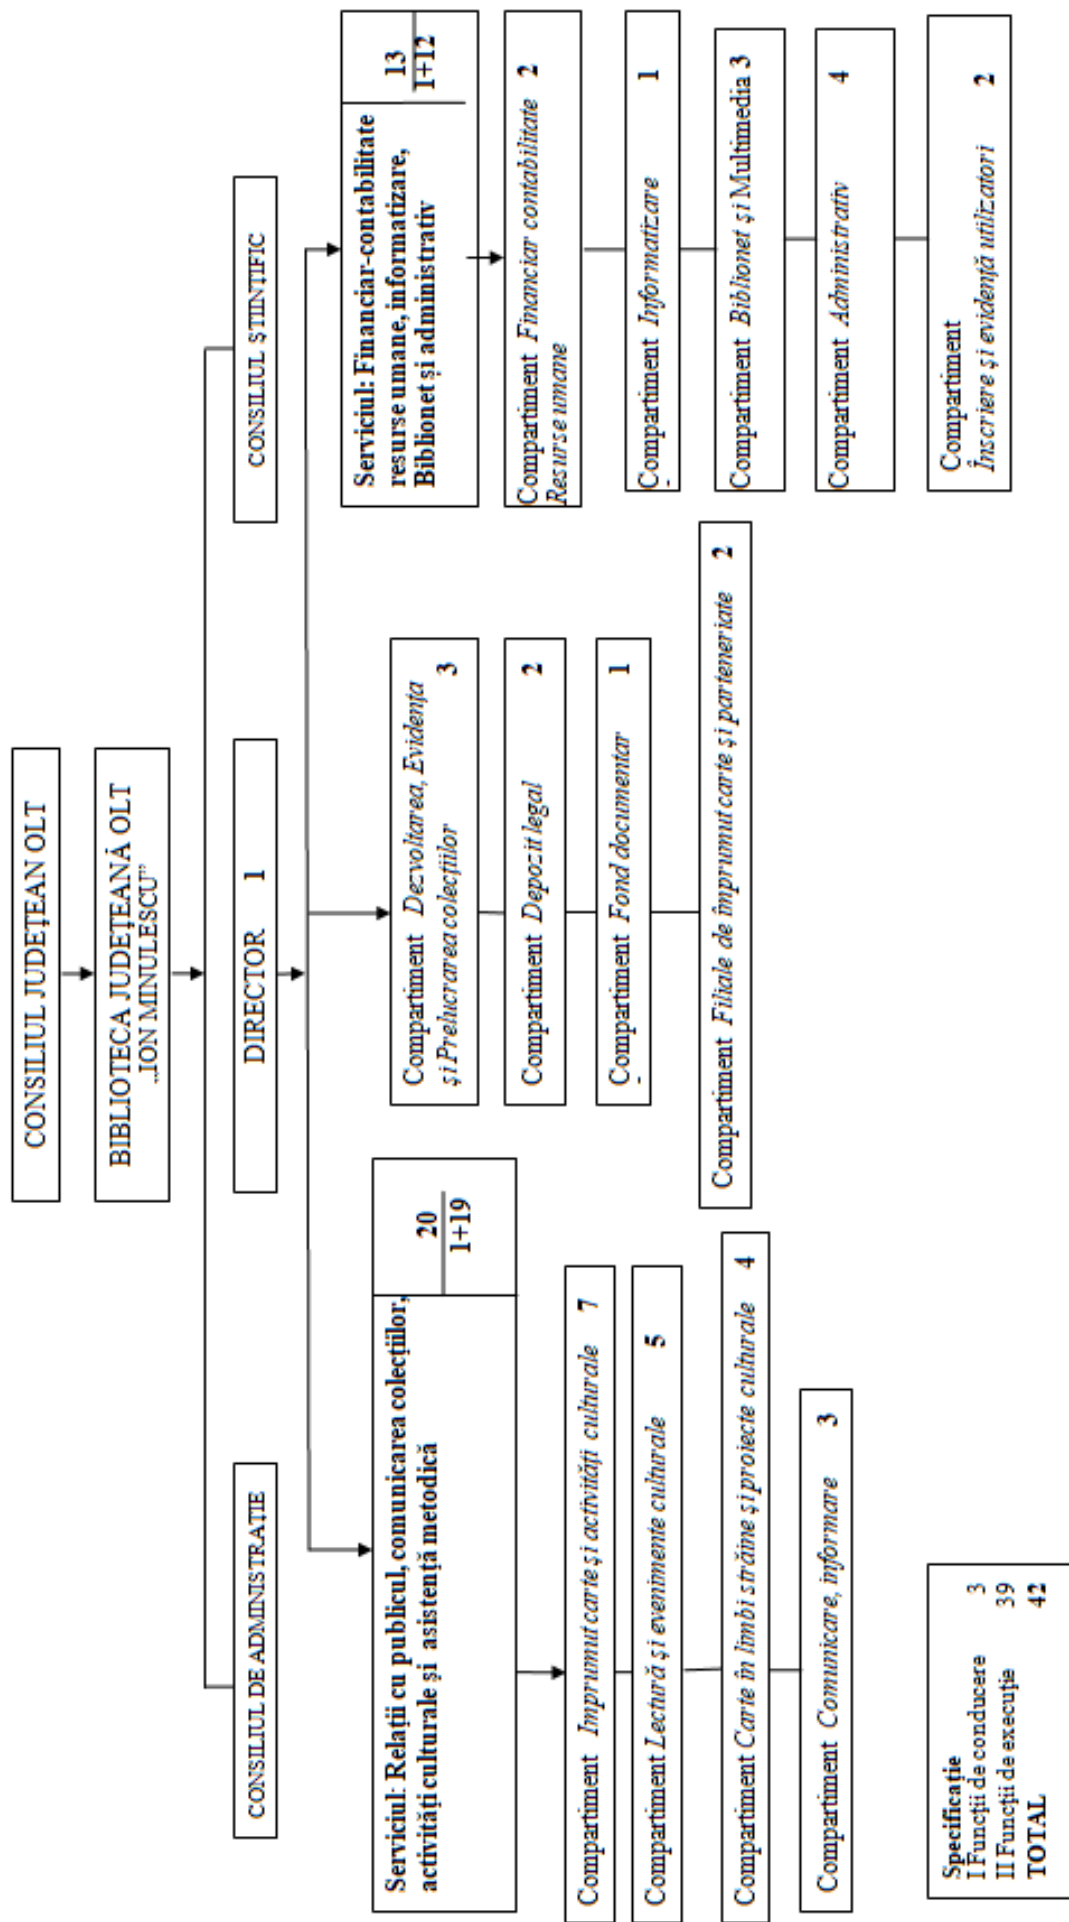 CONSILIUL JUDEȚEAN OLT
BIBLIOTECA JUDEȚEANĂ OLT
„ION MINULESCU”
CONSILIUL DE ADMINISTRATIE
DIRECTOR 1
CONSILIUL ȘTIINTIFIC
Serviciul: Relații cu publicul, comunicarea colecțiilor,
activități culturale și asistență metodică
20
1+19
Compartiment Imprumut carte și activități culturale 7
Compartiment Lectură și evenimente culturale 5
Compartiment Carte în limbi străine și proiecte culturale 4
Compartiment Comunicare, informare 3
Compartiment Dezvoltarea, Evidența
și Prelucrarea colecțiilor 3
Compartiment Depozit legal 2
Compartiment Fond documentar 1
-
Compartiment Filiale de împrumut carte și parteneriate 2
Serviciul: Financiar-contabilitate
resurse umane, informatizare,
Biblionet și administrativ
13
1+12
Compartiment Financiar contabilitate 2
Resurse umane
Compartiment Informatizare 1
-
Compartiment Biblionet și Multimedia 3
Compartiment Administrativ 4
Compartiment
Înscriere și evidență utilizatori 2
Specificație
I Funcții de conducere 3
II Funcții de execuție 39
TOTAL 42